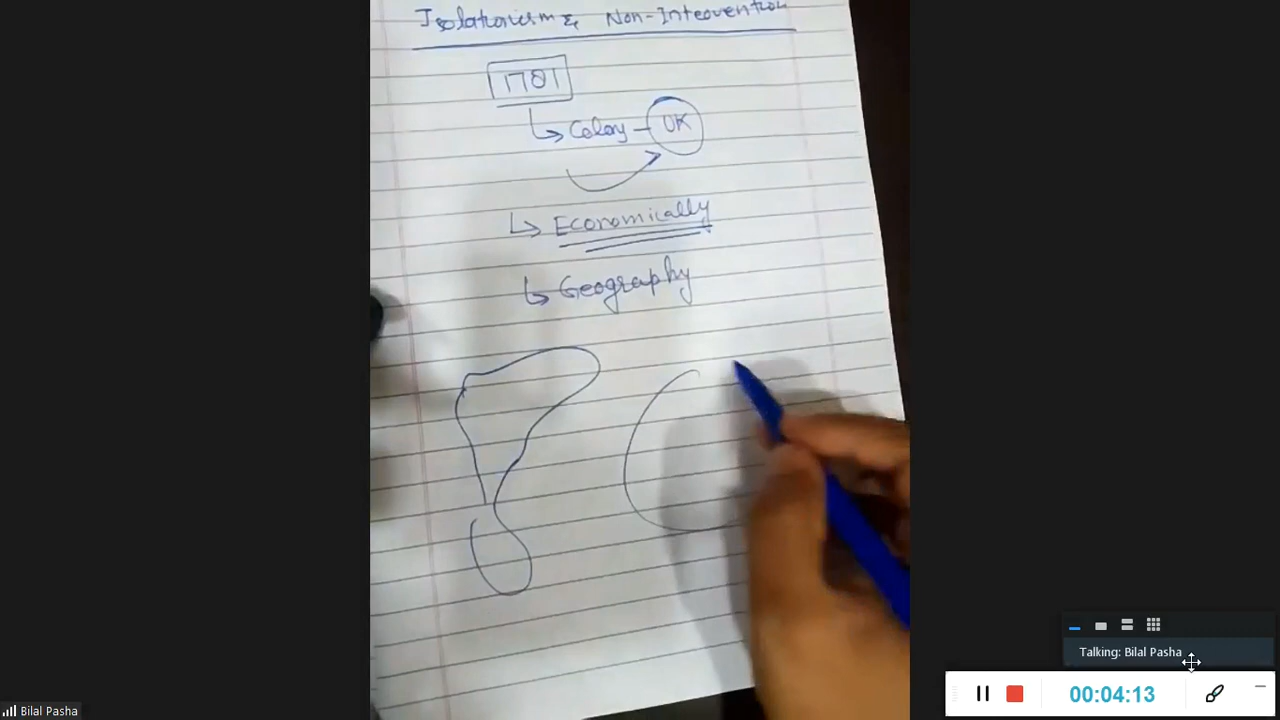 Isolationism & Non-Intervention
1781
↳ Colony – UK
↳ Economically
↳ Geography
Talking: Bilal Pasha
00:04:13
Bilal Pasha